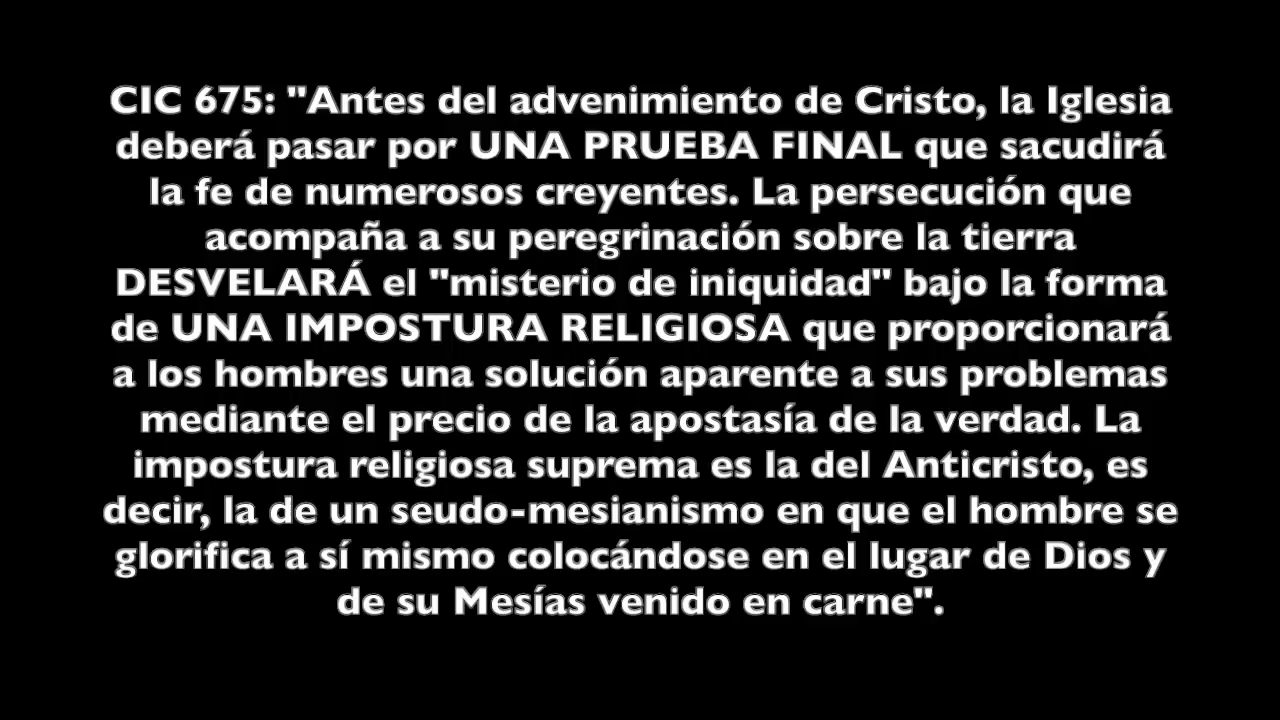 CIC 675: "Antes del advenimiento de Cristo, la Iglesia
deberá pasar por UNA PRUEBA FINAL que sacudirá
la fe de numerosos creyentes. La persecución que
acompaña a su peregrinación sobre la tierra
DESVELARÁ el "misterio de iniquidad" bajo la forma
de UNA IMPOSTURA RELIGIOSA que proporcionará
a los hombres una solución aparente a sus problemas
mediante el precio de la apostasía de la verdad. La
impostura religiosa suprema es la del Anticristo, es
decir, la de un seudo-mesianismo en que el hombre se
glorifica a sí mismo colocándose en el lugar de Dios y
de su Mesías venido en carne".